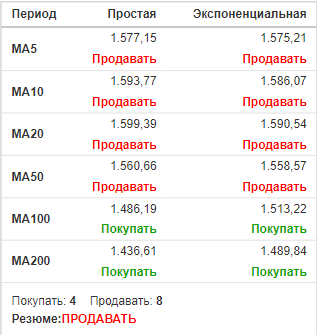 Период Простая Экспоненциальная
MA5 1.577,15 1.575,21
Продавать Продавать
MA10 1.593,77 1.586,07
Продавать Продавать
MA20 1.599,39 1.590,54
Продавать Продавать
MA50 1.560,66 1.558,57
Продавать Продавать
MA100 1.486,19 1.513,22
Покупать Покупать
MA200 1.436,61 1.489,84
Покупать Покупать
Покупать: 4 Продавать: 8
Резюме:ПРОДАВАТЬ